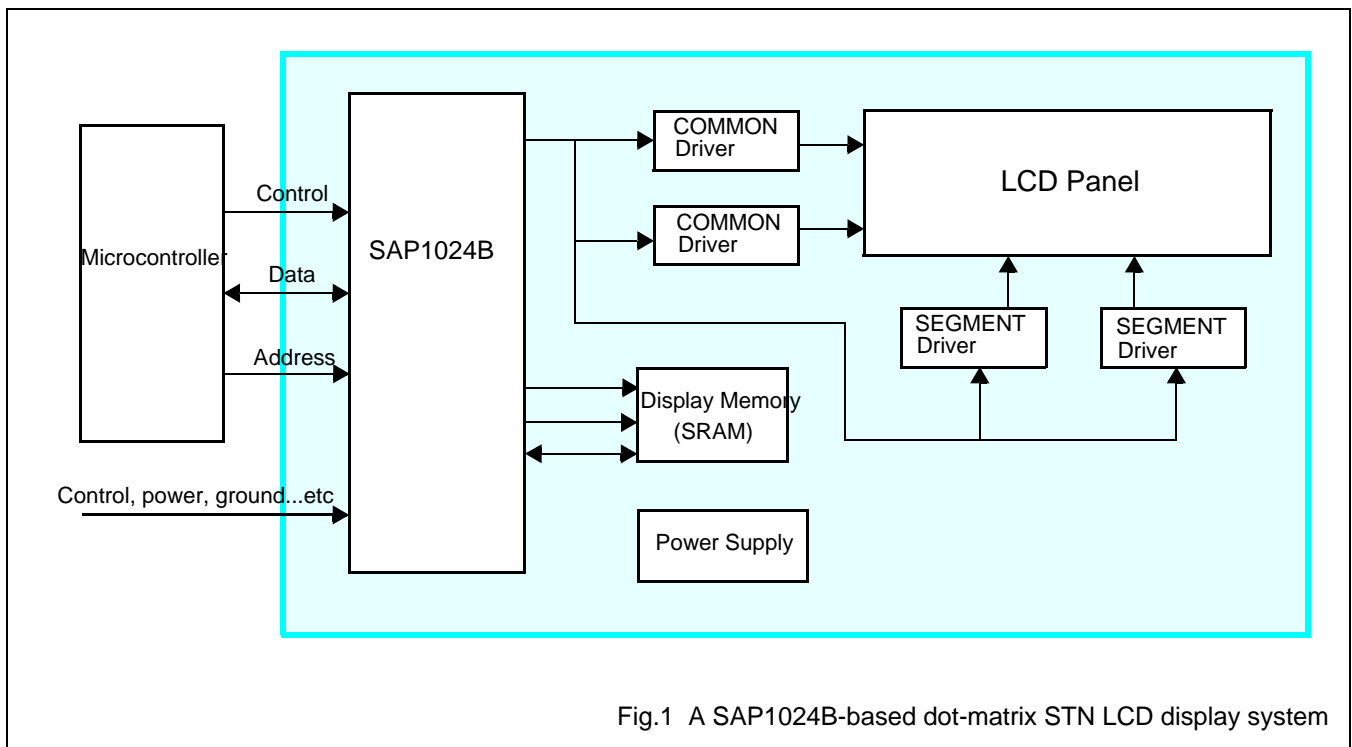 COMMON
Driver
LCD Panel
Control
COMMON
Driver
Microcontroller
SAP1024B
Data
SEGMENT
Driver
SEGMENT
Driver
Address
Display Memory
(SRAM)
Control, power, ground...etc
Power Supply
Fig.1 A SAP1024B-based dot-matrix STN LCD display system